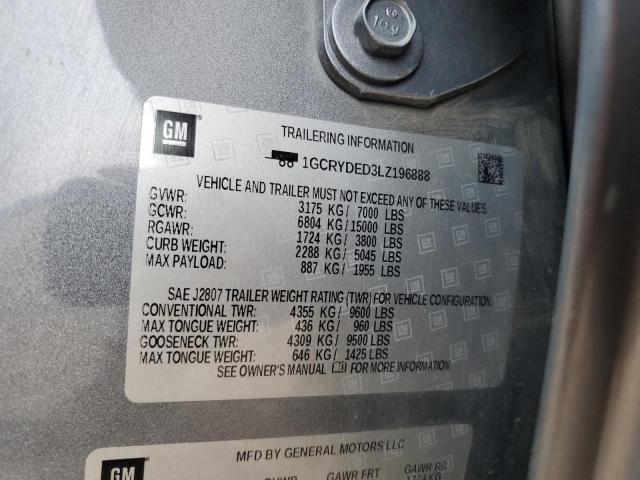 109
GM
TRAILERING INFORMATION
1GCRYDED3LZ196888
VEHICLE AND TRAILER MUST NOT EXCEED ANY OF THESE VALUES.
GVWR: 3175 KG/ 7000 LBS
GCWR: 6804 KG/15000 LBS
RGAWR: 1724 KG/ 3800 LBS
CURB WEIGHT: 2288 KG/ 5045 LBS
MAX PAYLOAD: 887 KG/ 1955 LBS
SAE J2807 TRAILER WEIGHT RATING (TWR) FOR VEHICLE CONFIGURATION.
CONVENTIONAL TWR: 4355 KG/ 9600 LBS
MAX TONGUE WEIGHT: 436 KG/ 960 LBS
GOOSENECK TWR: 4309 KG/ 9500 LBS
MAX TONGUE WEIGHT: 646 KG/ 1425 LBS
SEE OWNER'S MANUAL FOR MORE INFORMATION
MFD BY GENERAL MOTORS LLC
GM
GVWR GAWR FRT GAWR RR